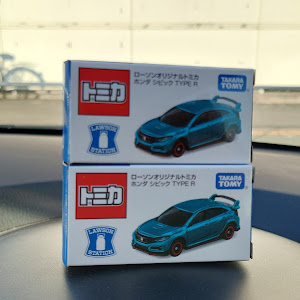 トミカ
ローソンオリジナルトミカ
ホンダ シビック TYPE R
TAKARA
TOMY
LAWSON
STATION
トミカ
ローソンオリジナルトミカ
ホンダ シビック TYPE R
TAKARA
TOMY
LAWSON
STATION